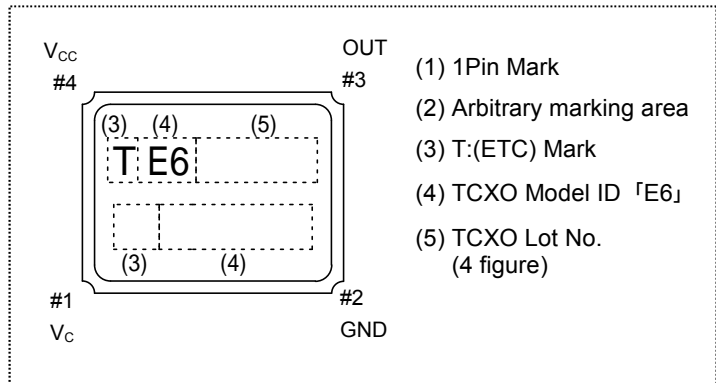 VCC
#4
OUT
#3
(3) (4) (5)
T E6
(3) (4)
#1
VC
#2
GND
(1) 1Pin Mark
(2) Arbitrary marking area
(3) T:(ETC) Mark
(4) TCXO Model ID「E6」
(5) TCXO Lot No.
(4 figure)